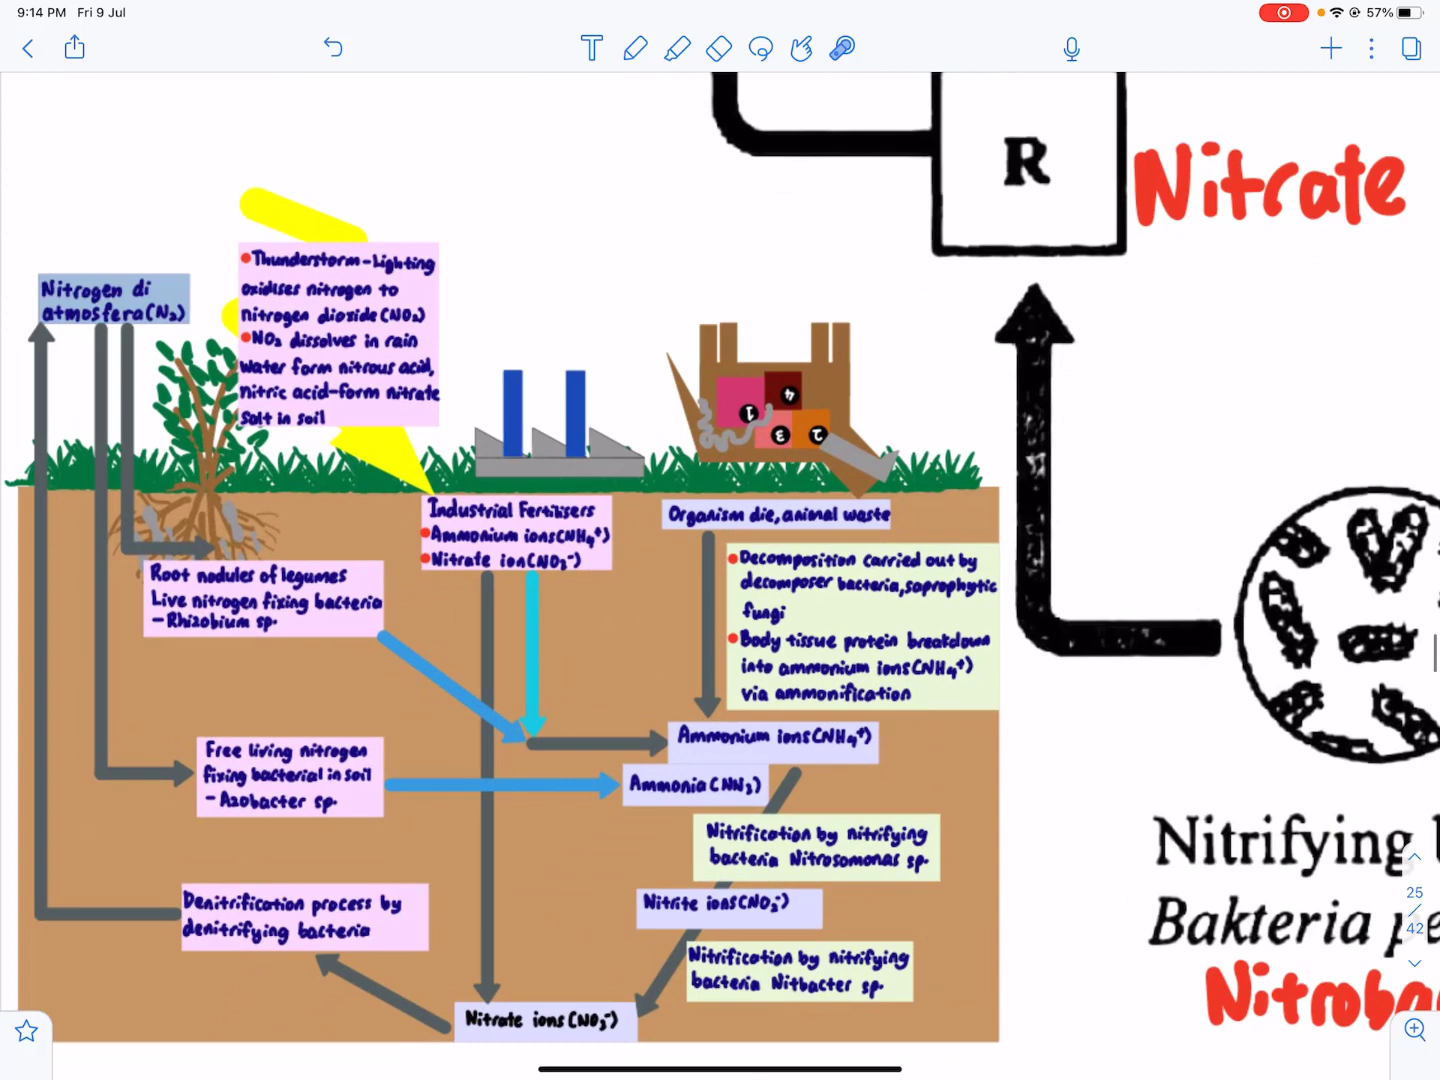 9:14 PM Fri 9 Jul
57%
T
R
Nitrate
Nitrogen di
atmosfera(N₂)
Thunderstorm-Lighting
oxidises nitrogen to
nitrogen dioxide(NO₂)
NO₂ dissolves in rain
water form nitrous acid,
nitric acid-form nitrate
salt in soil
1
4
3
2
Industrial Fertilisers
Ammonium ions(NH₄⁺)
Nitrate ion(NO₃⁻)
Organism die, animal waste
Decomposition carried out by
decomposer bacteria, saprophytic
fungi
Body tissue protein breakdown
into ammonium ions(NH₄⁺)
via ammonification
Root nodules of legumes
Live nitrogen fixing bacteria
- Rhizobium sp.
Ammonium ions(NH₄⁺)
Free living nitrogen
fixing bacterial in soil
- Azobacter sp.
Ammonia(NN₃)
Nitrification by nitrifying
bacteria Nitrosomonas sp.
Nitrite ions(NO₂⁻)
Denitrification process by
denitrifying bacteria
Nitrification by nitrifying
bacteria Nitbacter sp.
Nitrate ions(NO₃⁻)
Nitrifying
Bakteria
Nitroba
25
42